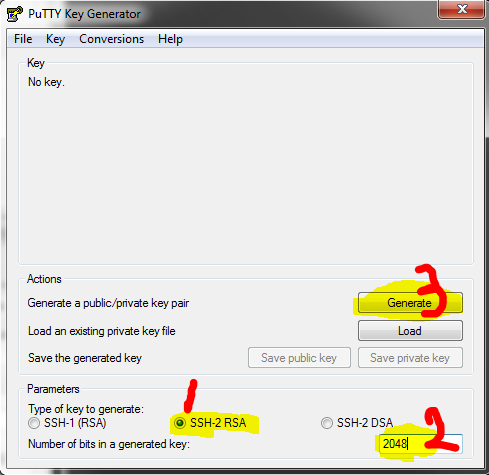 PuTTY Key Generator
File Key Conversions Help
Key
No key.
Actions
3
Generate a public/private key pair Generate
Load an existing private key file Load
Save the generated key Save public key Save private key
Parameters
1
Type of key to generate:
SSH-1 (RSA) SSH-2 RSA SSH-2 DSA
Number of bits in a generated key: 2048 2